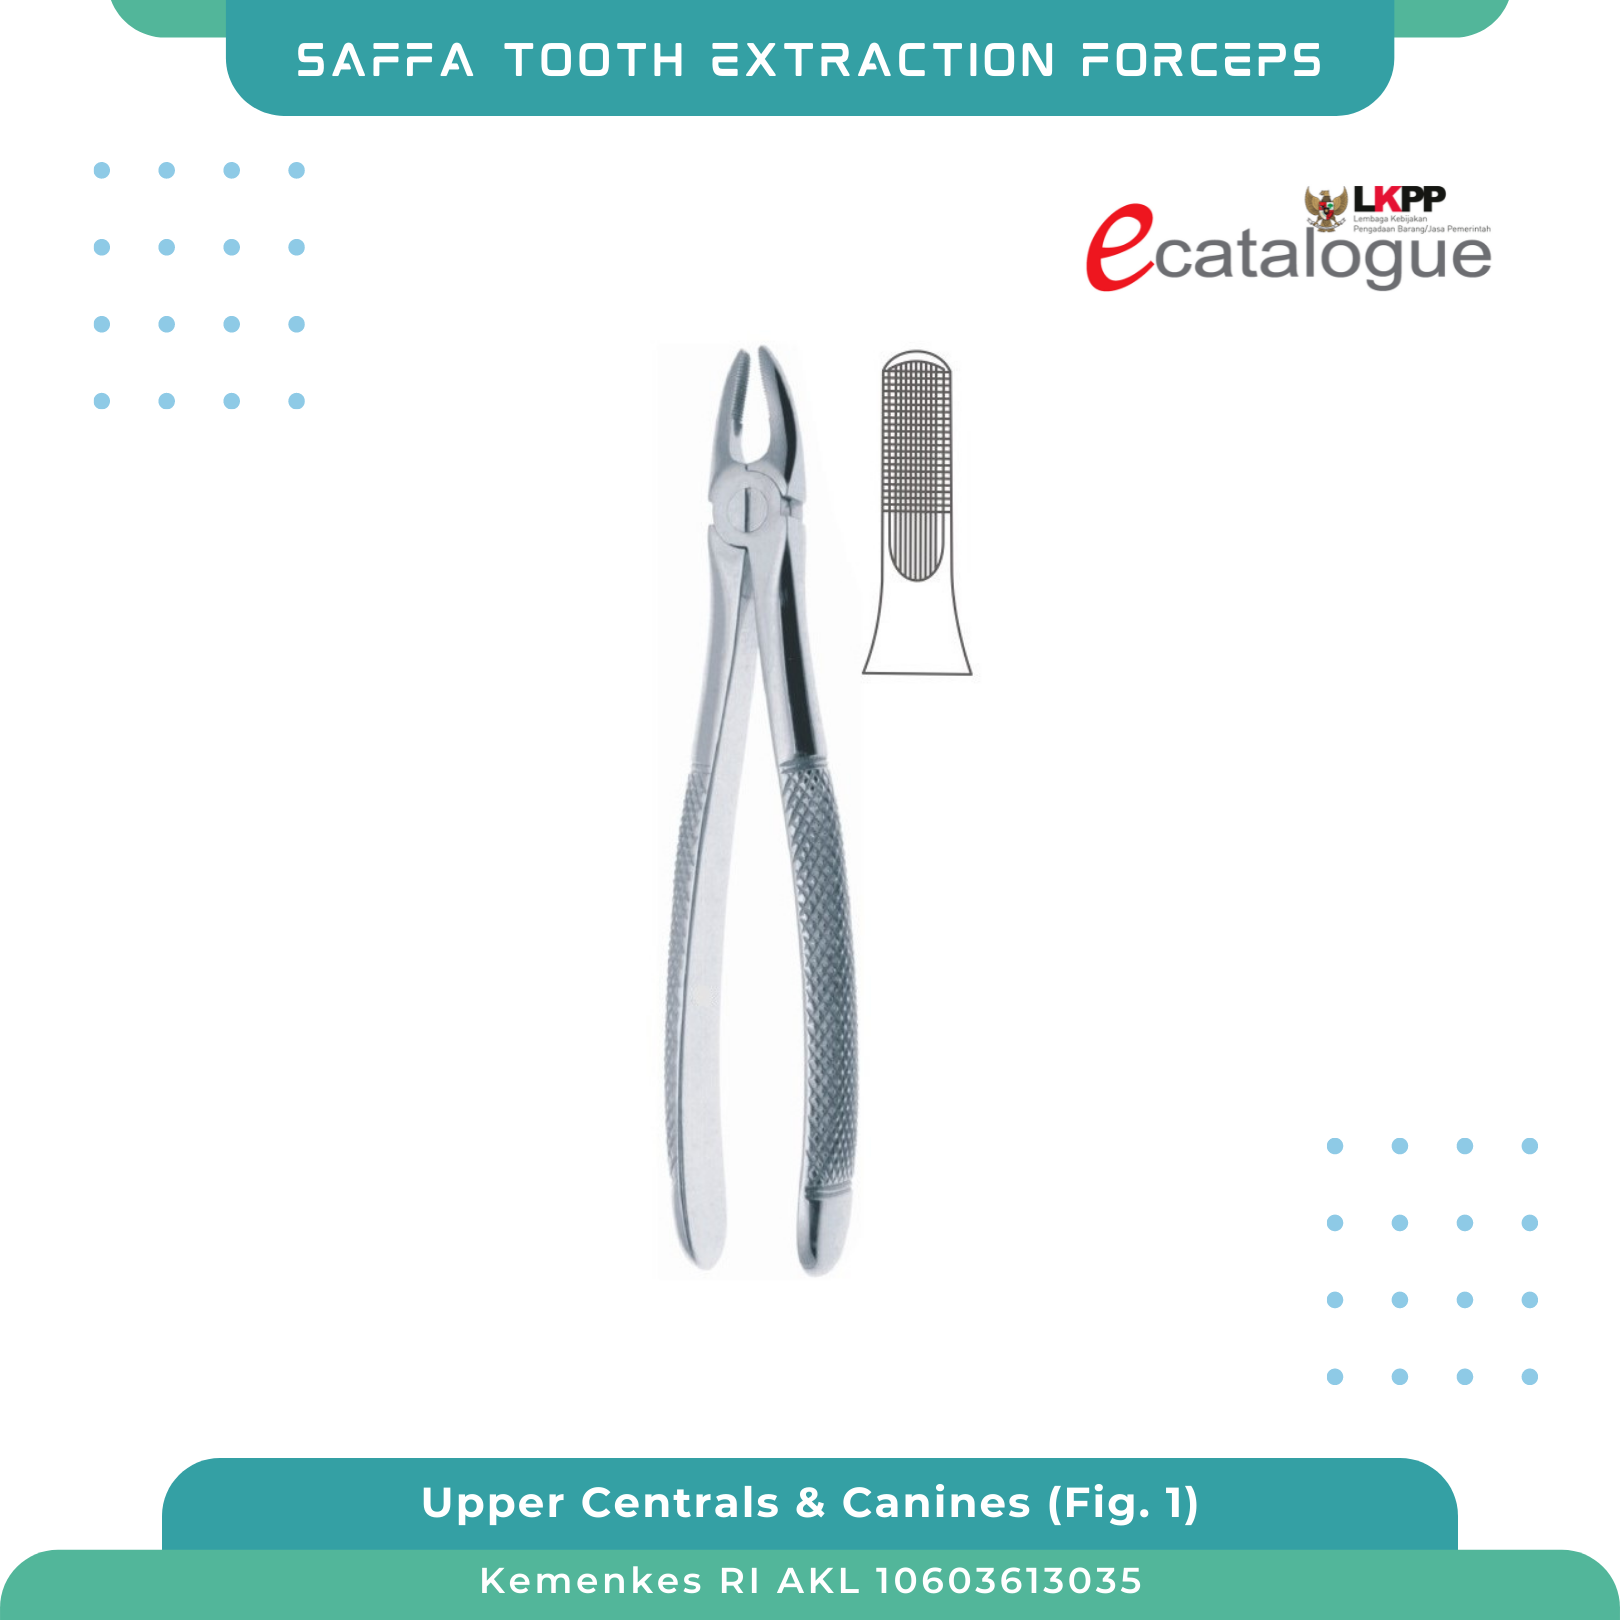 SAFFA TOOTH EXTRACTION FORCEPS
LKPP
Lembaga Kebijakan
Pengadaan Barang/Jasa Pemerintah
ecatalogue
Upper Centrals & Canines (Fig. 1)
Kemenkes RI AKL 10603613035